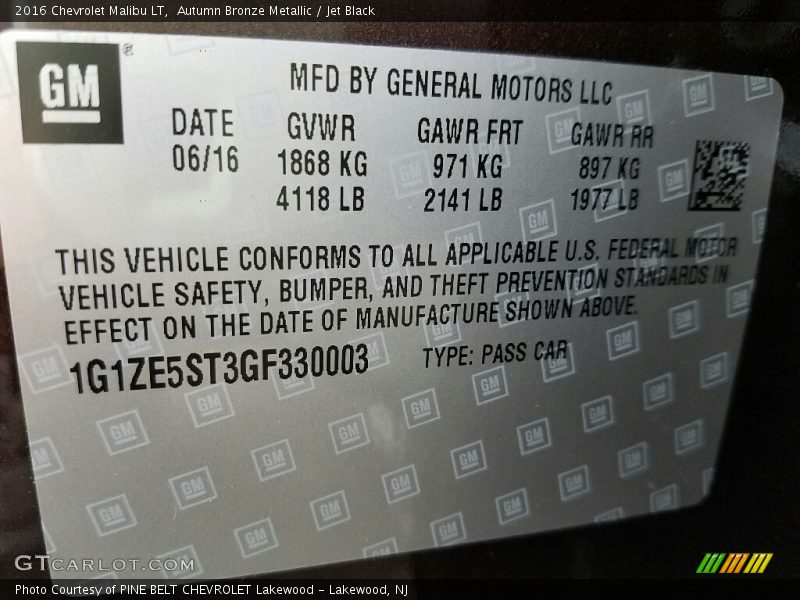 2016 Chevrolet Malibu LT, Autumn Bronze Metallic / Jet Black
GM ®
MFD BY GENERAL MOTORS LLC
DATE GVWR GAWR FRT GAWR RR
06/16 1868 KG 971 KG 897 KG
4118 LB 2141 LB 1977 LB
THIS VEHICLE CONFORMS TO ALL APPLICABLE U.S. FEDERAL MOTOR
VEHICLE SAFETY, BUMPER, AND THEFT PREVENTION STANDARDS IN
EFFECT ON THE DATE OF MANUFACTURE SHOWN ABOVE.
1G1ZE5ST3GF330003 TYPE: PASS CAR
GTCARLOT.COM
Photo Courtesy of PINE BELT CHEVROLET Lakewood - Lakewood, NJ